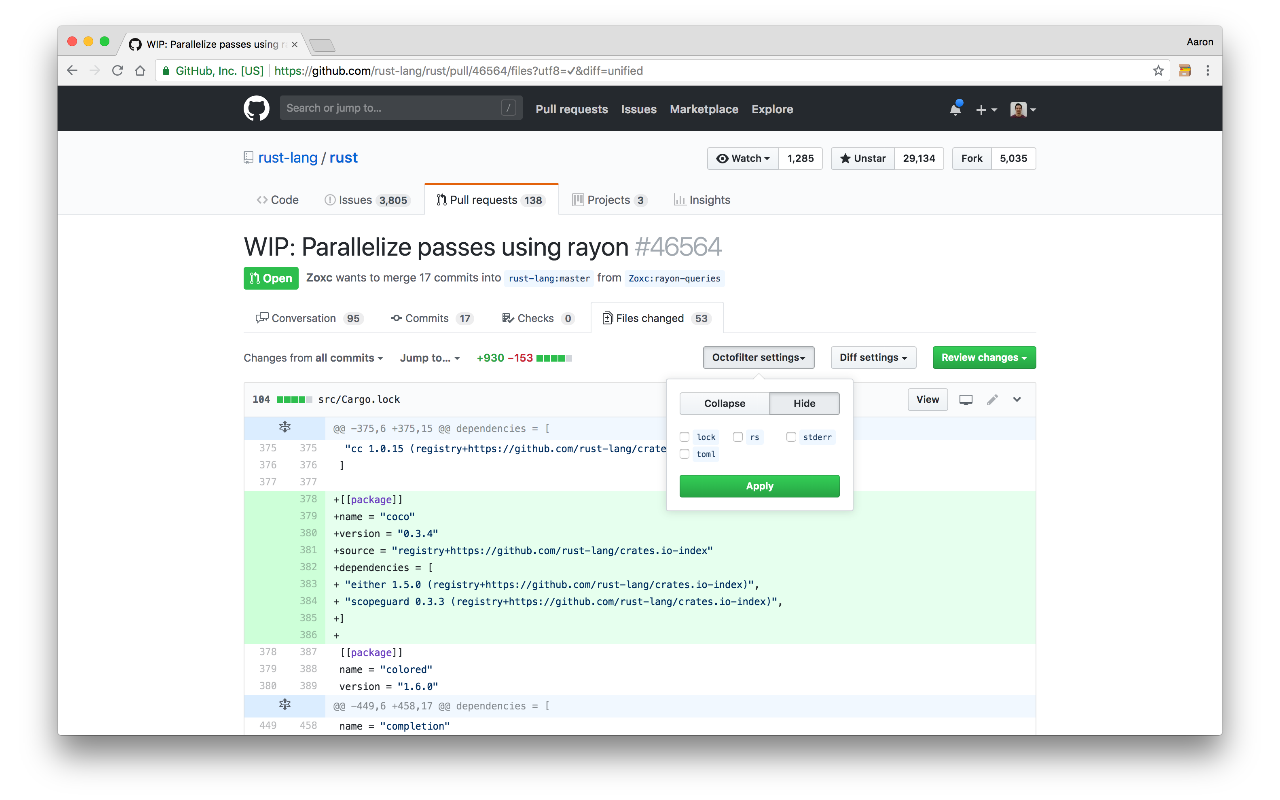 WIP: Parallelize passes using r
Aaron
GitHub, Inc. [US] | https://github.com/rust-lang/rust/pull/46564/files?utf8=✓&diff=unified
Search or jump to... /
Pull requests Issues Marketplace Explore
rust-lang / rust
Watch 1,285 Unstar 29,134 Fork 5,035
Code Issues 3,805 Pull requests 138 Projects 3 Insights
WIP: Parallelize passes using rayon #46564
Open Zoxc wants to merge 17 commits into rust-lang:master from Zoxc:rayon-queries
Conversation 95 Commits 17 Checks 0 Files changed 53
Changes from all commits Jump to... +930 −153 Octofilter settings Diff settings Review changes
104 src/Cargo.lock View
Collapse Hide
lock rs stderr
toml
Apply
@@ -375,6 +375,15 @@ dependencies = [
375 375 "cc 1.0.15 (registry+https://github.com/rust-lang/crate
376 376 ]
377 377
378 +[[package]]
379 +name = "coco"
380 +version = "0.3.4"
381 +source = "registry+https://github.com/rust-lang/crates.io-index"
382 +dependencies = [
383 + "either 1.5.0 (registry+https://github.com/rust-lang/crates.io-index)",
384 + "scopeguard 0.3.3 (registry+https://github.com/rust-lang/crates.io-index)",
385 +]
386 +
378 387 [[package]]
379 388 name = "colored"
380 389 version = "1.6.0"
@@ -449,6 +458,17 @@ dependencies = [
449 458 name = "completion"